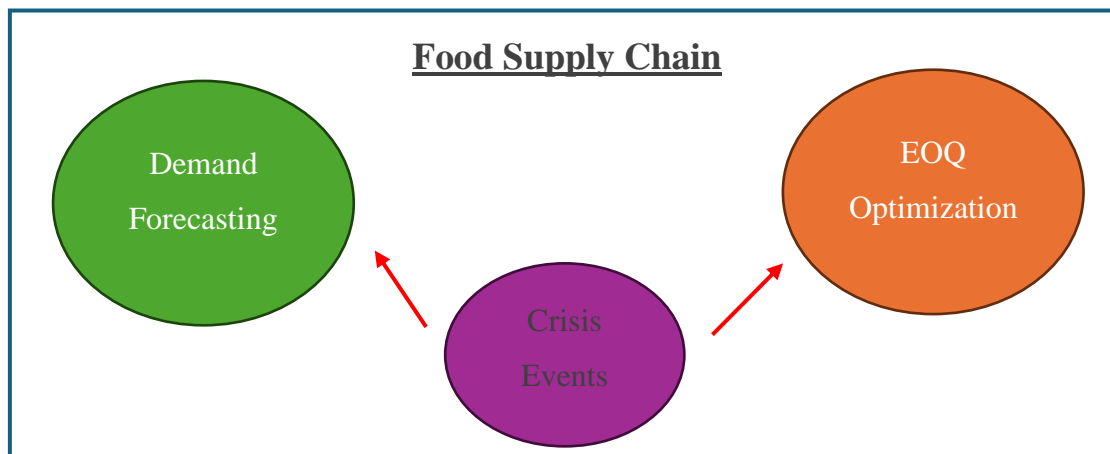 Food Supply Chain
Demand
Forecasting
EOQ
Optimization
Crisis
Events